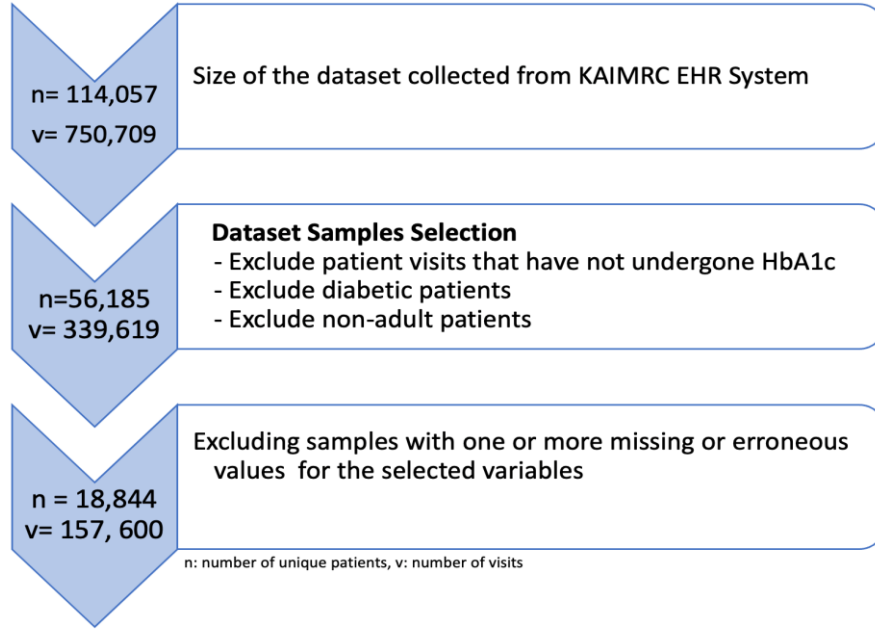 n= 114,057
v= 750,709
Size of the dataset collected from KAIMRC EHR System
n=56,185
v= 339,619
Dataset Samples Selection
- Exclude patient visits that have not undergone HbA1c
- Exclude diabetic patients
- Exclude non-adult patients
n = 18,844
v= 157, 600
Excluding samples with one or more missing or erroneous
values for the selected variables
n: number of unique patients, v: number of visits